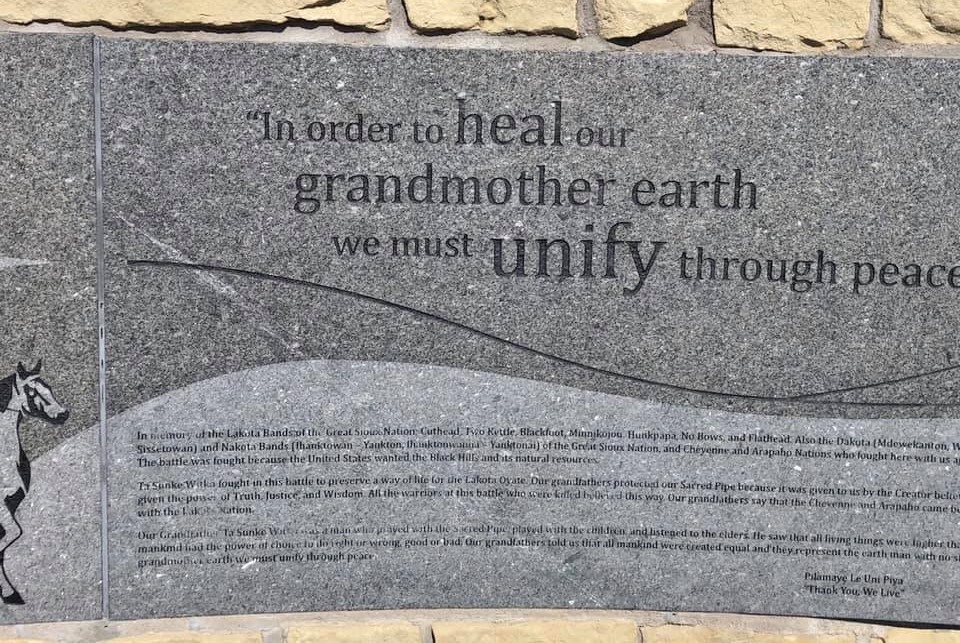 "In order to heal our
grandmother earth
we must unify through peace
In memory of the Lakota Bands of the Great Sioux Nation: Cuthead, Two Kettle, Blackfoot, Minnikojou, Hunkpapa, No Bows, and Flathead. Also the Dakota (Mdewekanton, W
Sissetowan) and Nakota Bands (Ihanktowan - Yankton, Ihanktonwanna - Yanktonai) of the Great Sioux Nation, and Cheyenne and Arapaho Nations who fought here with us a
The battle was fought because the United States wanted the Black Hills and its natural resources.
Ta Sunke Witko fought in this battle to preserve a way of life for the Lakota Oyate. Our grandfathers protected our Sacred Pipe because it was given to us by the Creator
given the power of Truth, Justice, and Wisdom. All the warriors at this battle who were killed believed this way. Our grandfathers say that the Cheyenne and Arapaho came
with the Lakota Nation.
Our Grandfather Ta Sunke was a man who played with the Sacred Pipe, played with the children, and listened to the elders. He saw that all living things were higher
mankind had the power of choice to do right or wrong, good or bad. Our grandfathers told us that all mankind were created equal and they represent the earth man with no
grandmother earth we must unify through peace.
Pilamaye Le Uni Piya
"Thank You, We Live"